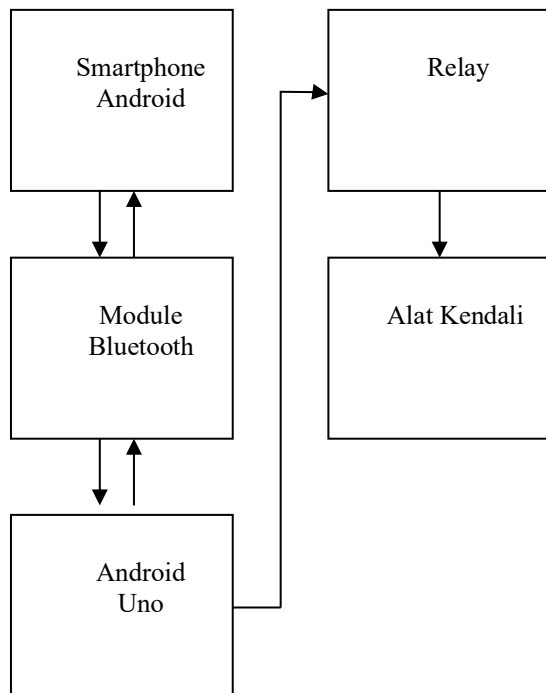 Smartphone
Android
Module
Bluetooth
Android
Uno
Relay
Alat Kendali